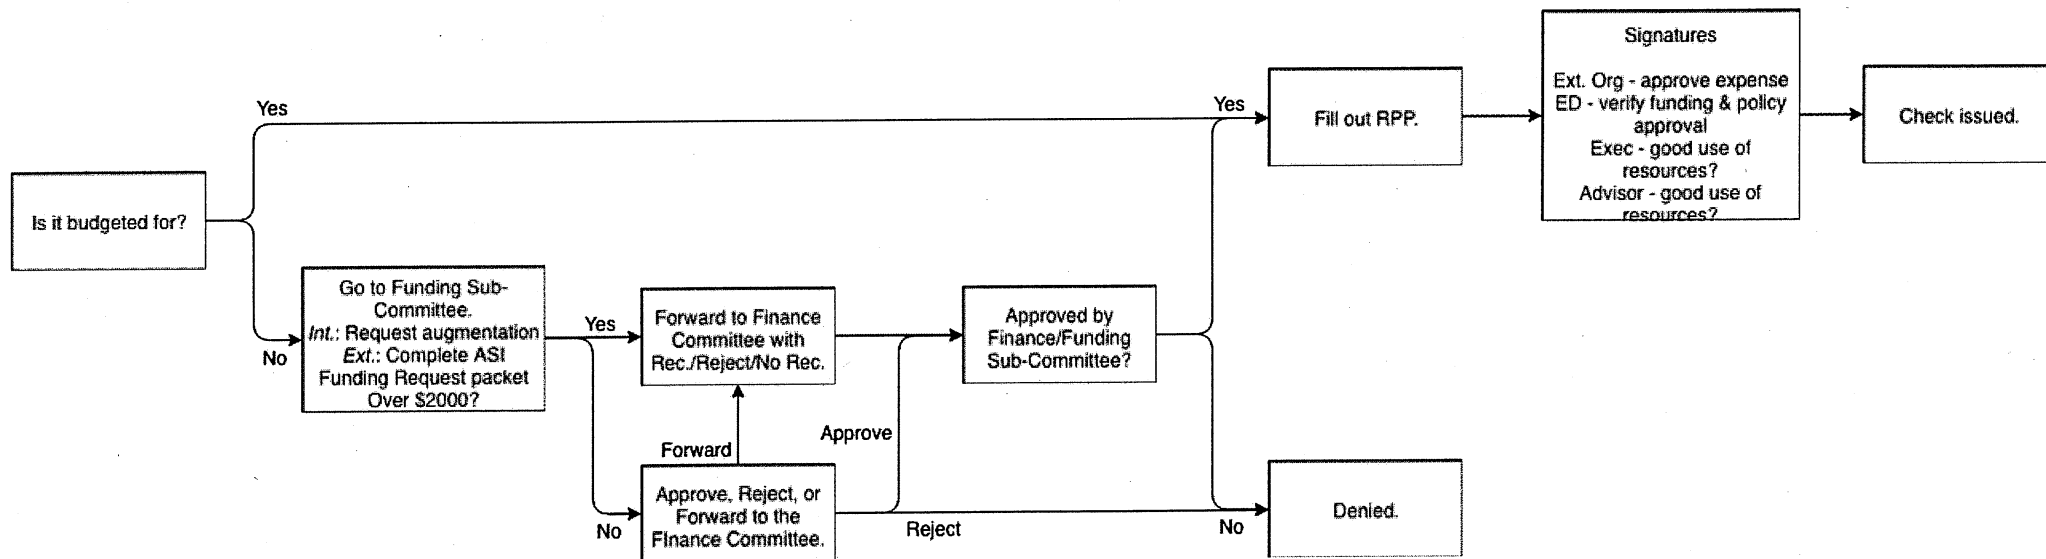 Signatures
Ext. Org - approve expense
ED - verify funding & policy
approval
Exec - good use of
resources?
Advisor - good use of
resources?
Yes
Yes
Fill out RPP.
Check issued.
Is it budgeted for?
No
Go to Funding Sub-
Committee.
Int.: Request augmentation
Ext.: Complete ASI
Funding Request packet
Over $2000?
Yes
Forward to Finance
Committee with
Rec./Reject/No Rec.
Approved by
Finance/Funding
Sub-Committee?
Forward
Approve
No
Approve, Reject, or
Forward to the
Finance Committee.
Reject
No
Denied.